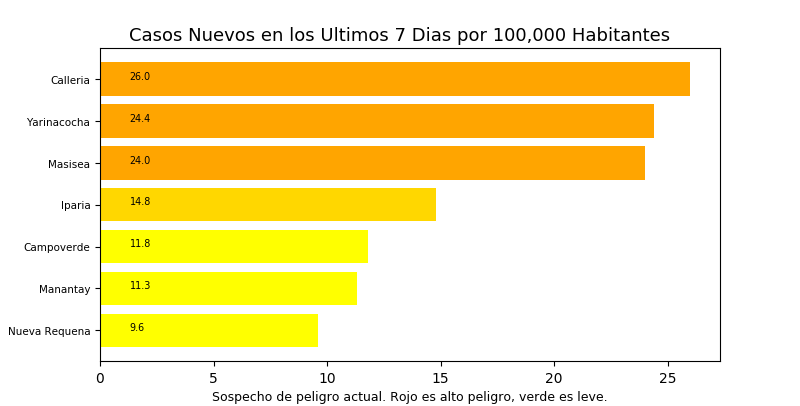 Casos Nuevos en los Ultimos 7 Dias por 100,000 Habitantes
Calleria 26.0
Yarinacocha 24.4
Masisea 24.0
Iparia 14.8
Campoverde 11.8
Manantay 11.3
Nueva Requena 9.6
0 5 10 15 20 25
Sospecho de peligro actual. Rojo es alto peligro, verde es leve.